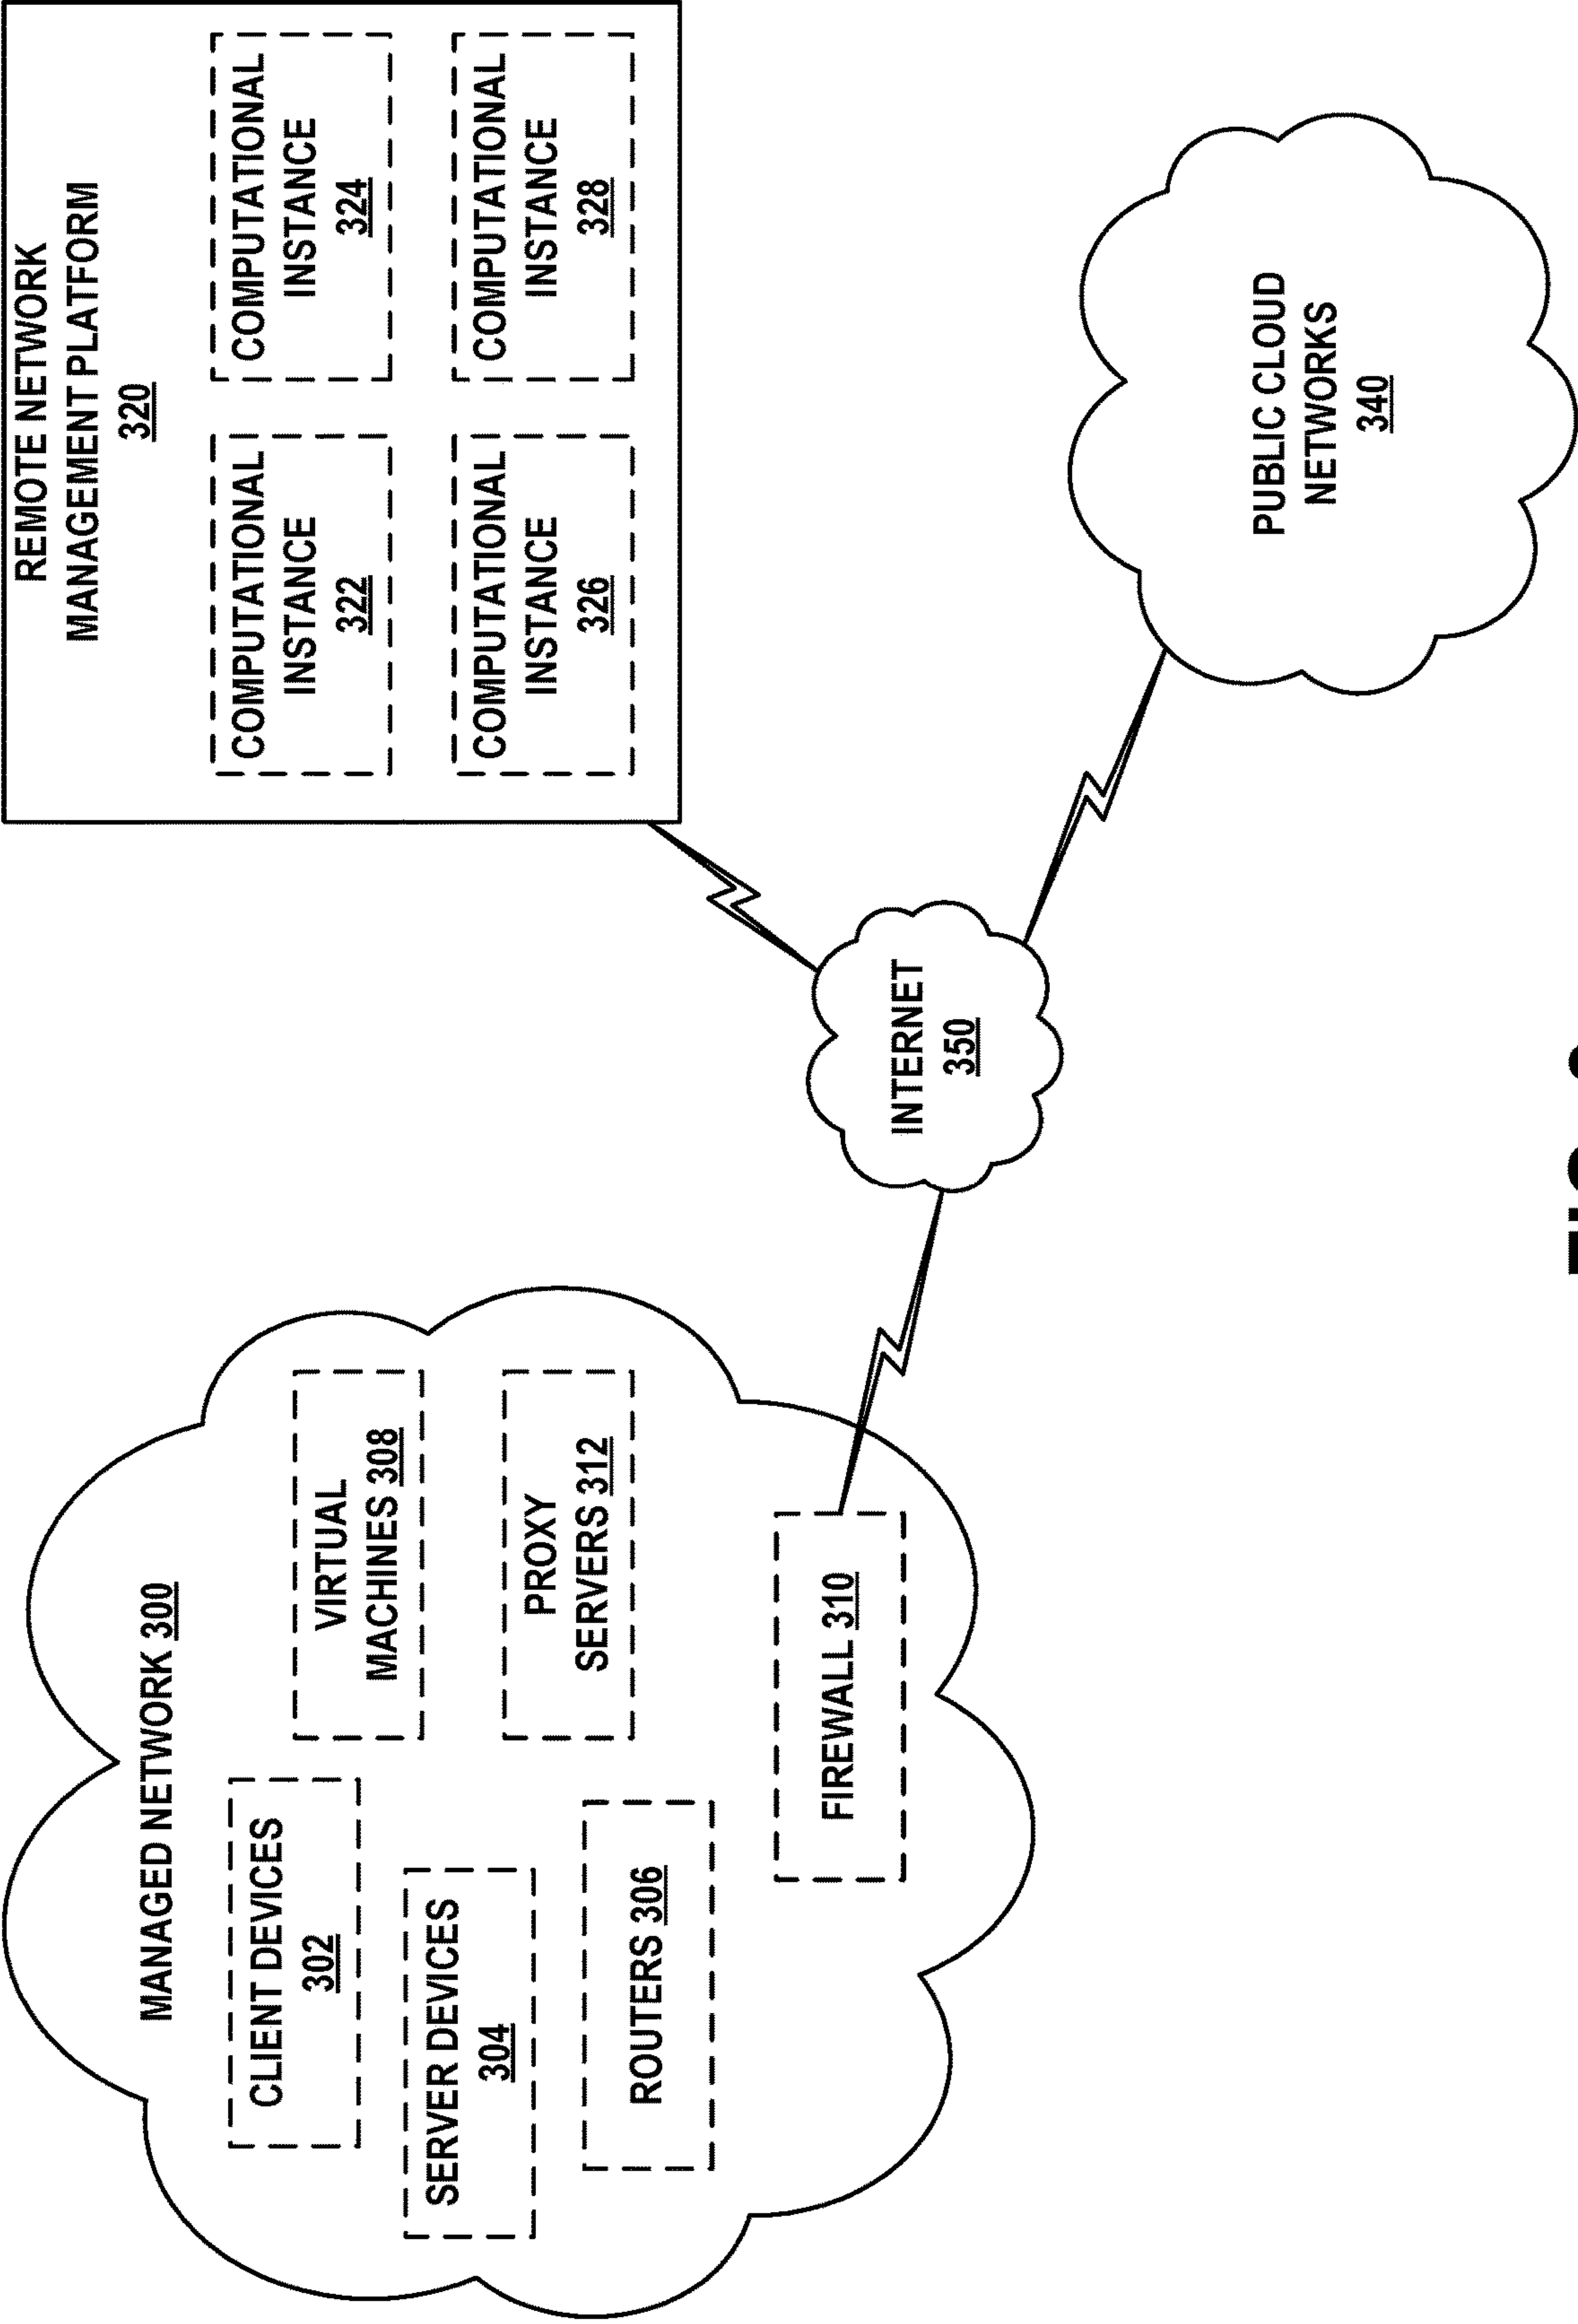 MANAGED NETWORK 300
CLIENT DEVICES
302
SERVER DEVICES
304
ROUTERS 306
VIRTUAL
MACHINES 308
PROXY
SERVERS 312
FIREWALL 310
INTERNET
350
REMOTE NETWORK
MANAGEMENT PLATFORM
320
COMPUTATIONAL
INSTANCE
322
COMPUTATIONAL
INSTANCE
324
COMPUTATIONAL
INSTANCE
326
COMPUTATIONAL
INSTANCE
328
PUBLIC CLOUD
NETWORKS
340